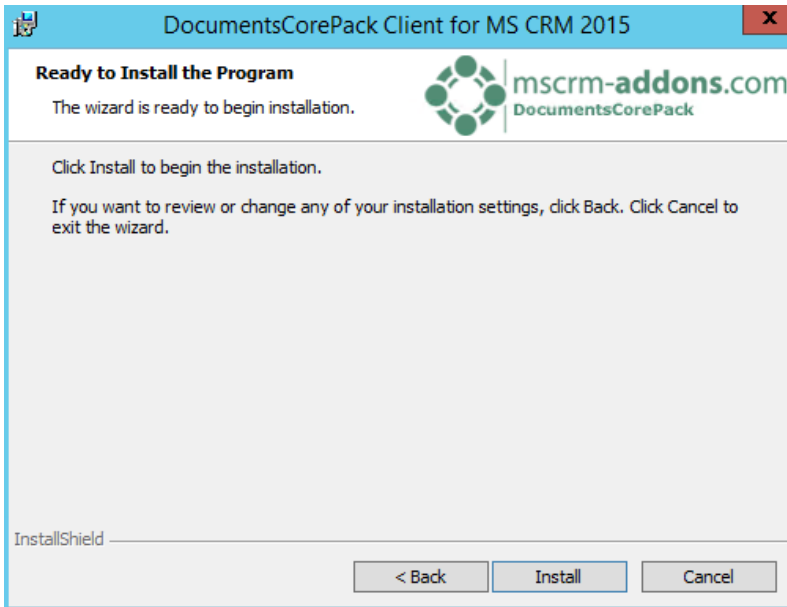 DocumentsCorePack Client for MS CRM 2015
x
Ready to Install the Program
The wizard is ready to begin installation.
mscrm-addons.com
DocumentsCorePack
Click Install to begin the installation.
If you want to review or change any of your installation settings, click Back. Click Cancel to
exit the wizard.
InstallShield
< Back
Install
Cancel